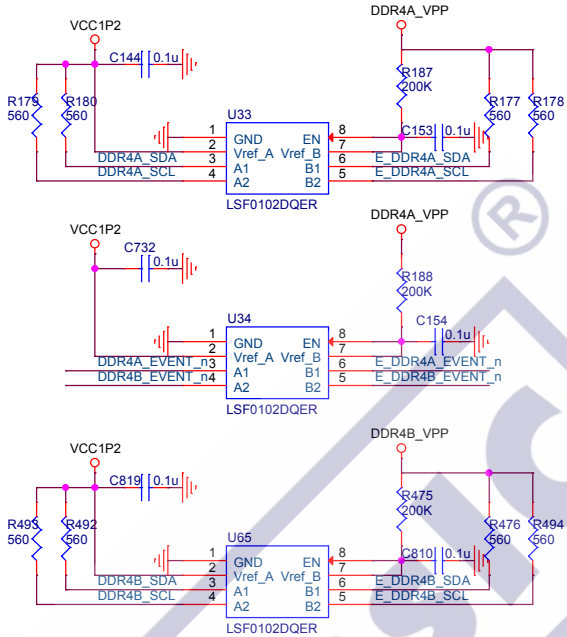 DDR4A_VPP
VCC1P2
C144 0.1u
R187
200K
R179 R180
560 560
R177 R178
560 560
U33
C153 0.1u
1 GND EN 8
2 Vref_A Vref_B 7
DDR4A_SDA 3 A1 B1 6 E_DDR4A_SDA
DDR4A_SCL 4 A2 B2 5 E_DDR4A_SCL
LSF0102DQER
DDR4A_VPP
VCC1P2
C732
0.1u
R188
200K
U34
C154
0.1u
1 GND EN 8
2 Vref_A Vref_B 7
DDR4A_EVENT_n 3 A1 B1 6 E_DDR4A_EVENT_n
DDR4B_EVENT_n 4 A2 B2 5 E_DDR4B_EVENT_n
LSF0102DQER
DDR4B_VPP
VCC1P2
C819 0.1u
R475
200K
R493 R492
560 560
R476 R494
560 560
U65
C810 0.1u
1 GND EN 8
2 Vref_A Vref_B 7
DDR4B_SDA 3 A1 B1 6 E_DDR4B_SDA
DDR4B_SCL 4 A2 B2 5 E_DDR4B_SCL
LSF0102DQER
®